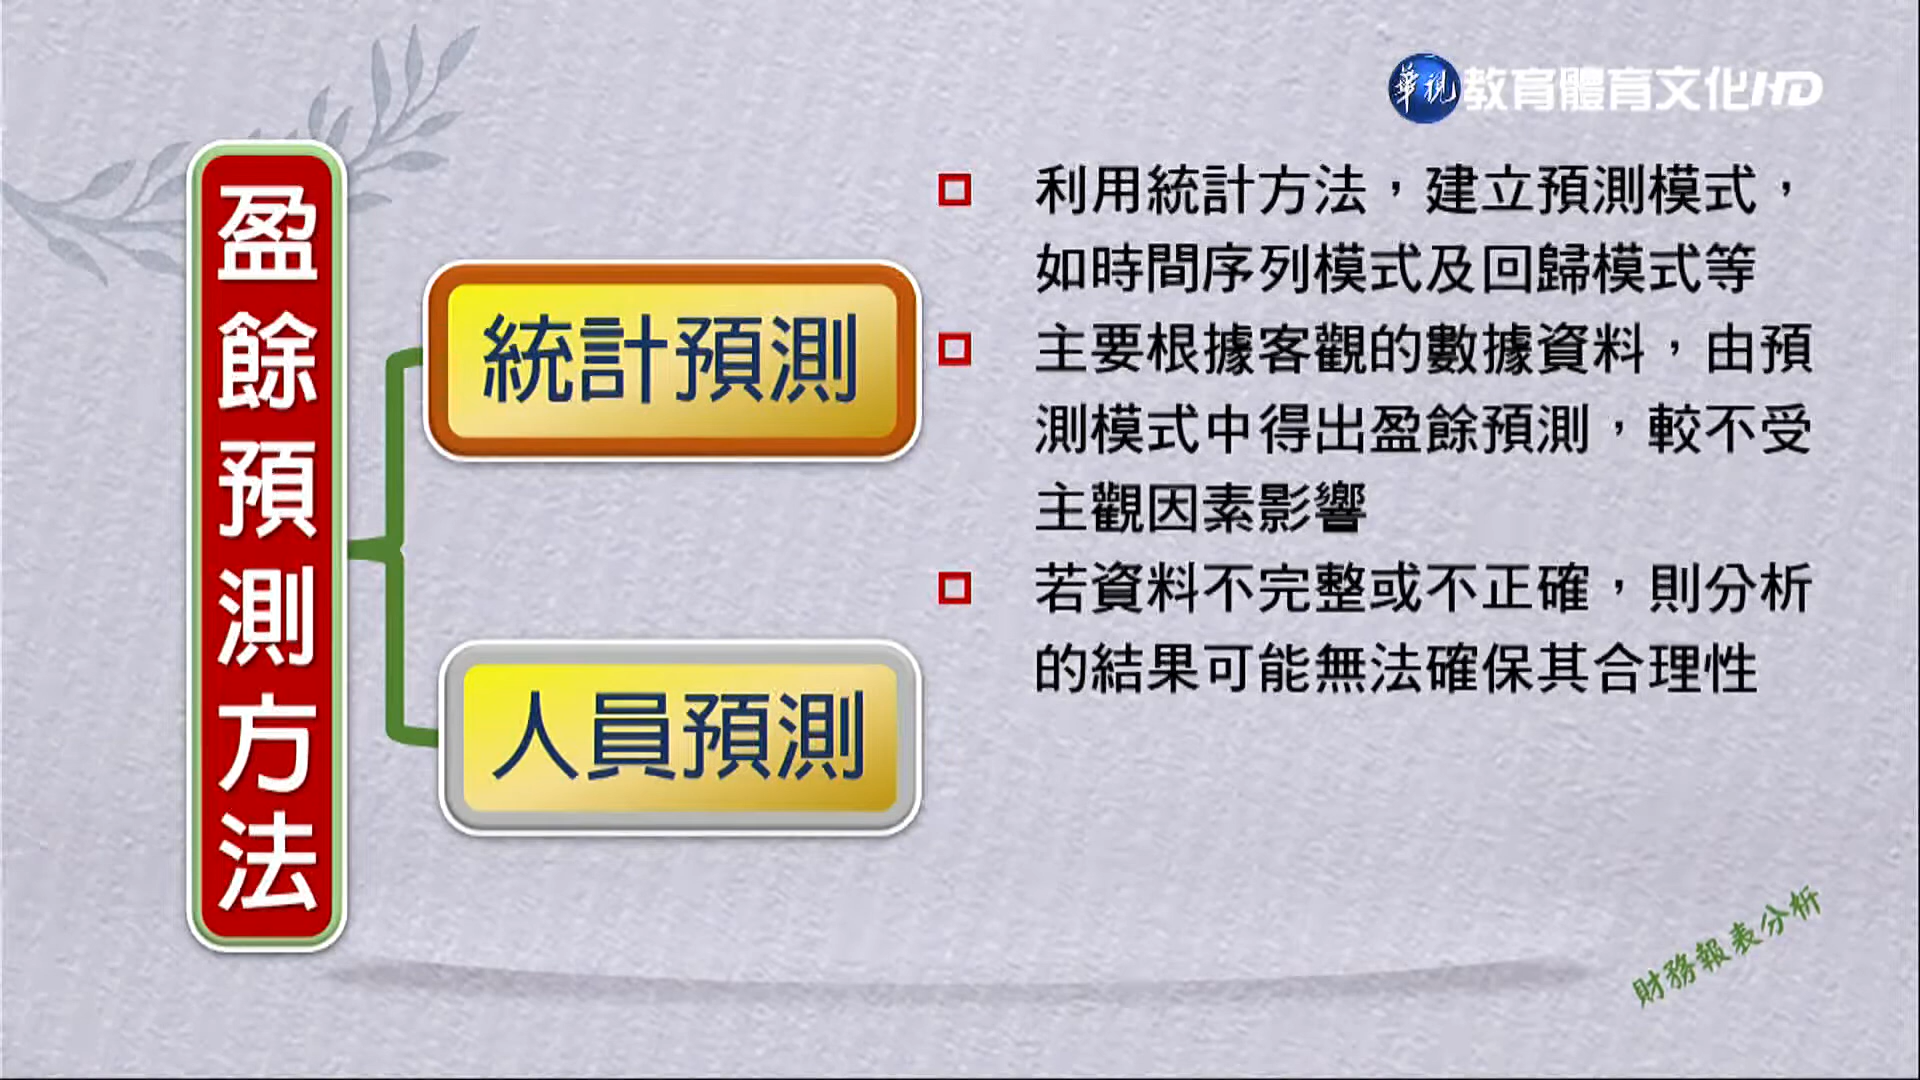 華視 教育體育文化HD
盈餘預測方法
統計預測
人員預測
利用統計方法，建立預測模式，
如時間序列模式及回歸模式等
主要根據客觀的數據資料，由預
測模式中得出盈餘預測，較不受
主觀因素影響
若資料不完整或不正確，則分析
的結果可能無法確保其合理性
財務報表分析